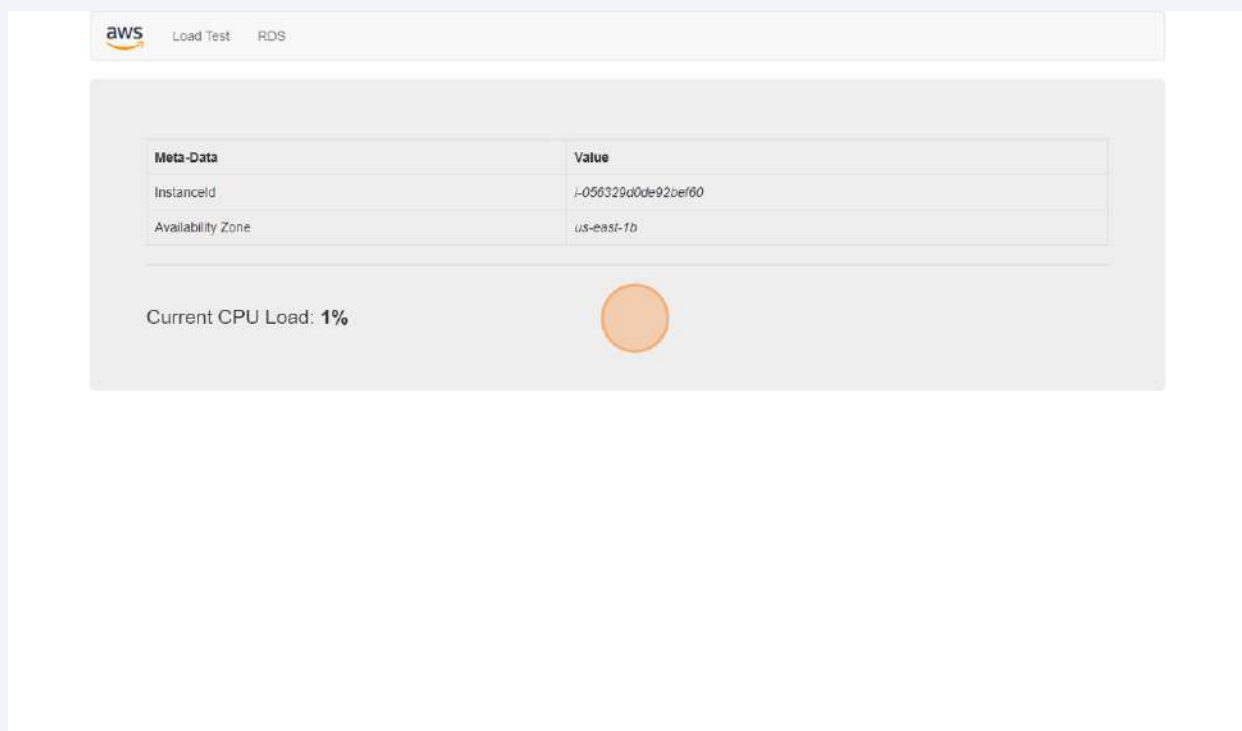 aws Load Test RDS
Meta-Data Value
InstanceId i-056329d0de92bef60
Availability Zone us-east-1b
Current CPU Load: 1%